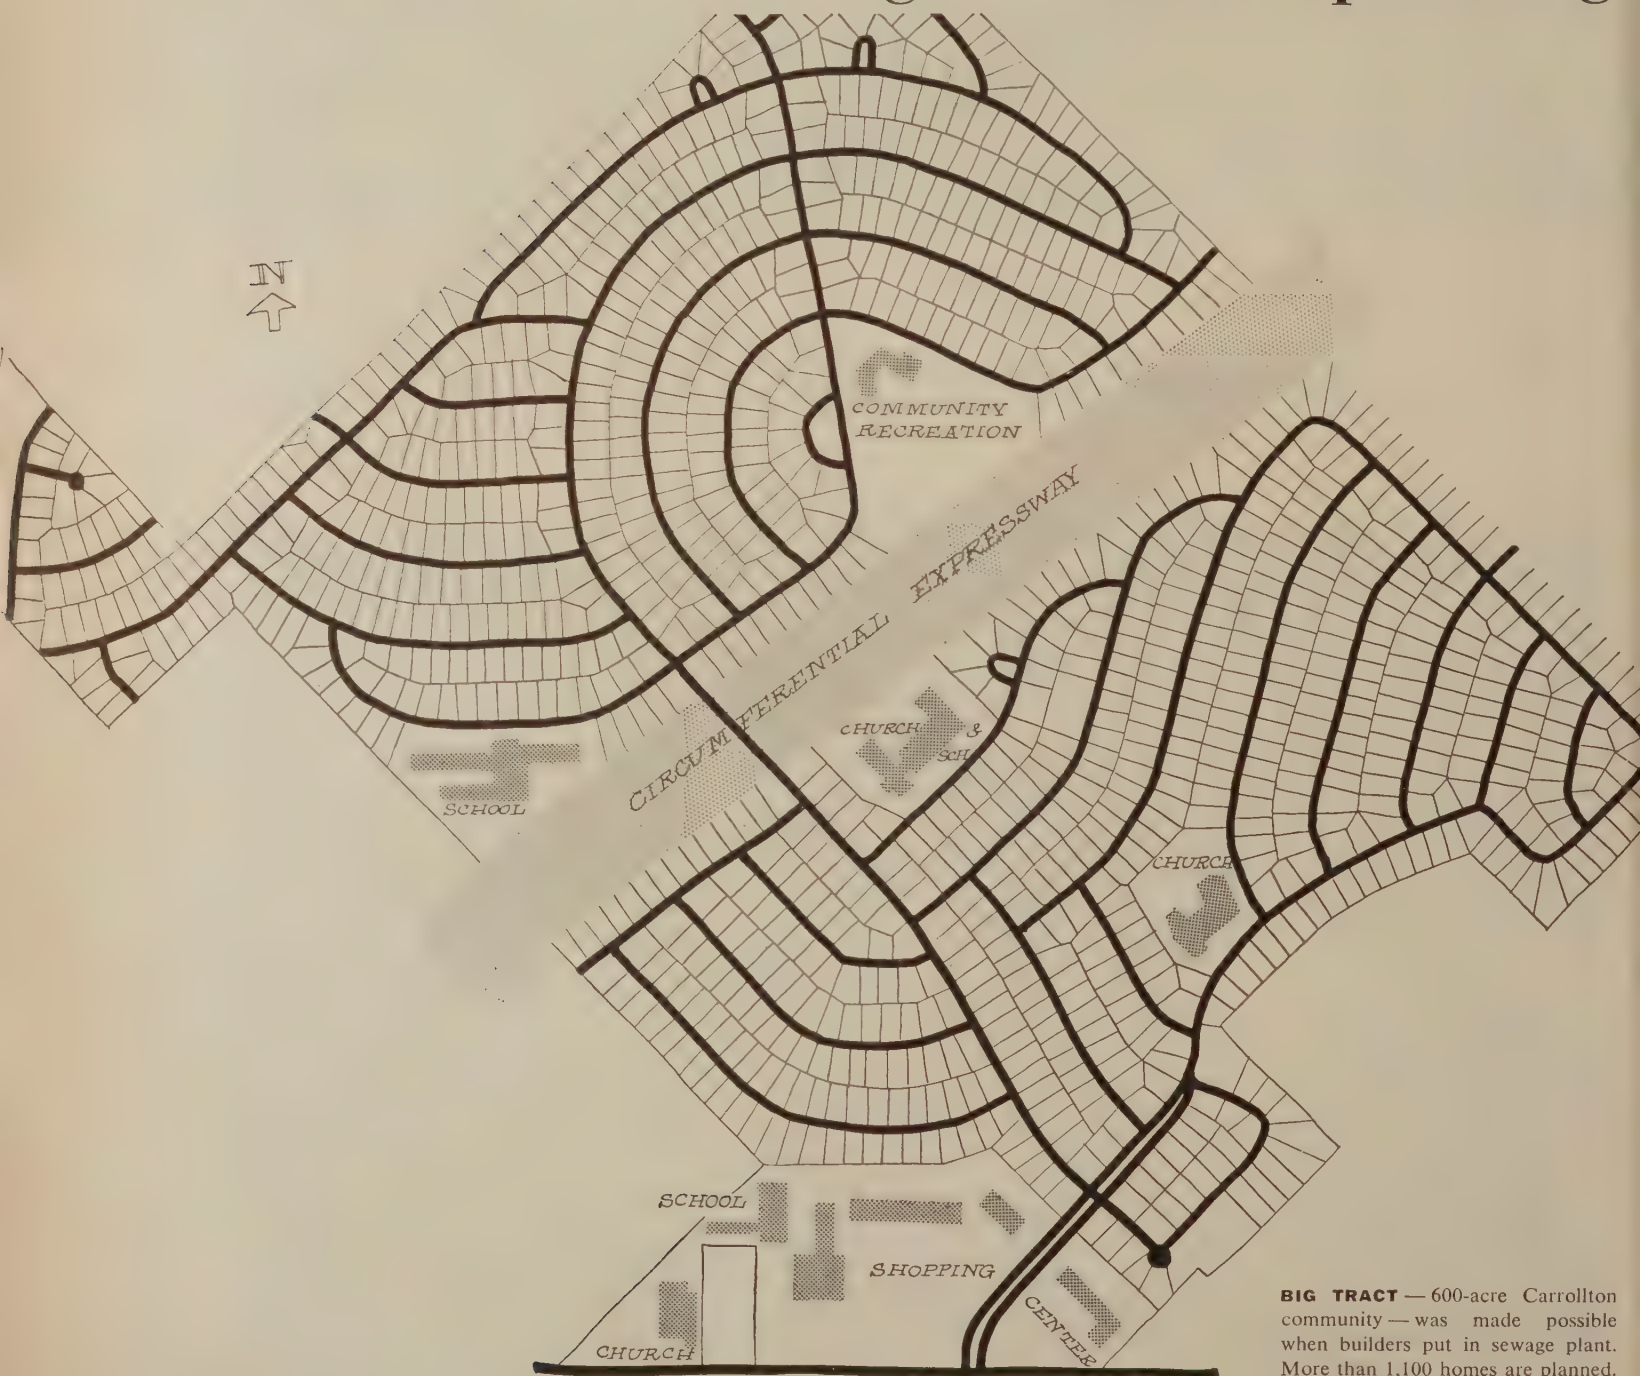 N
COMMUNITY
RECREATION
CIRCUMFERENTIAL EXPRESSWAY
CHURCH &
SCH
SCHOOL
CHURCH
SCHOOL
SHOPPING
CENTER
CHURCH
BIG TRACT — 600-acre Carrollton
community — was made possible
when builders put in sewage plant.
More than 1,100 homes are planned.